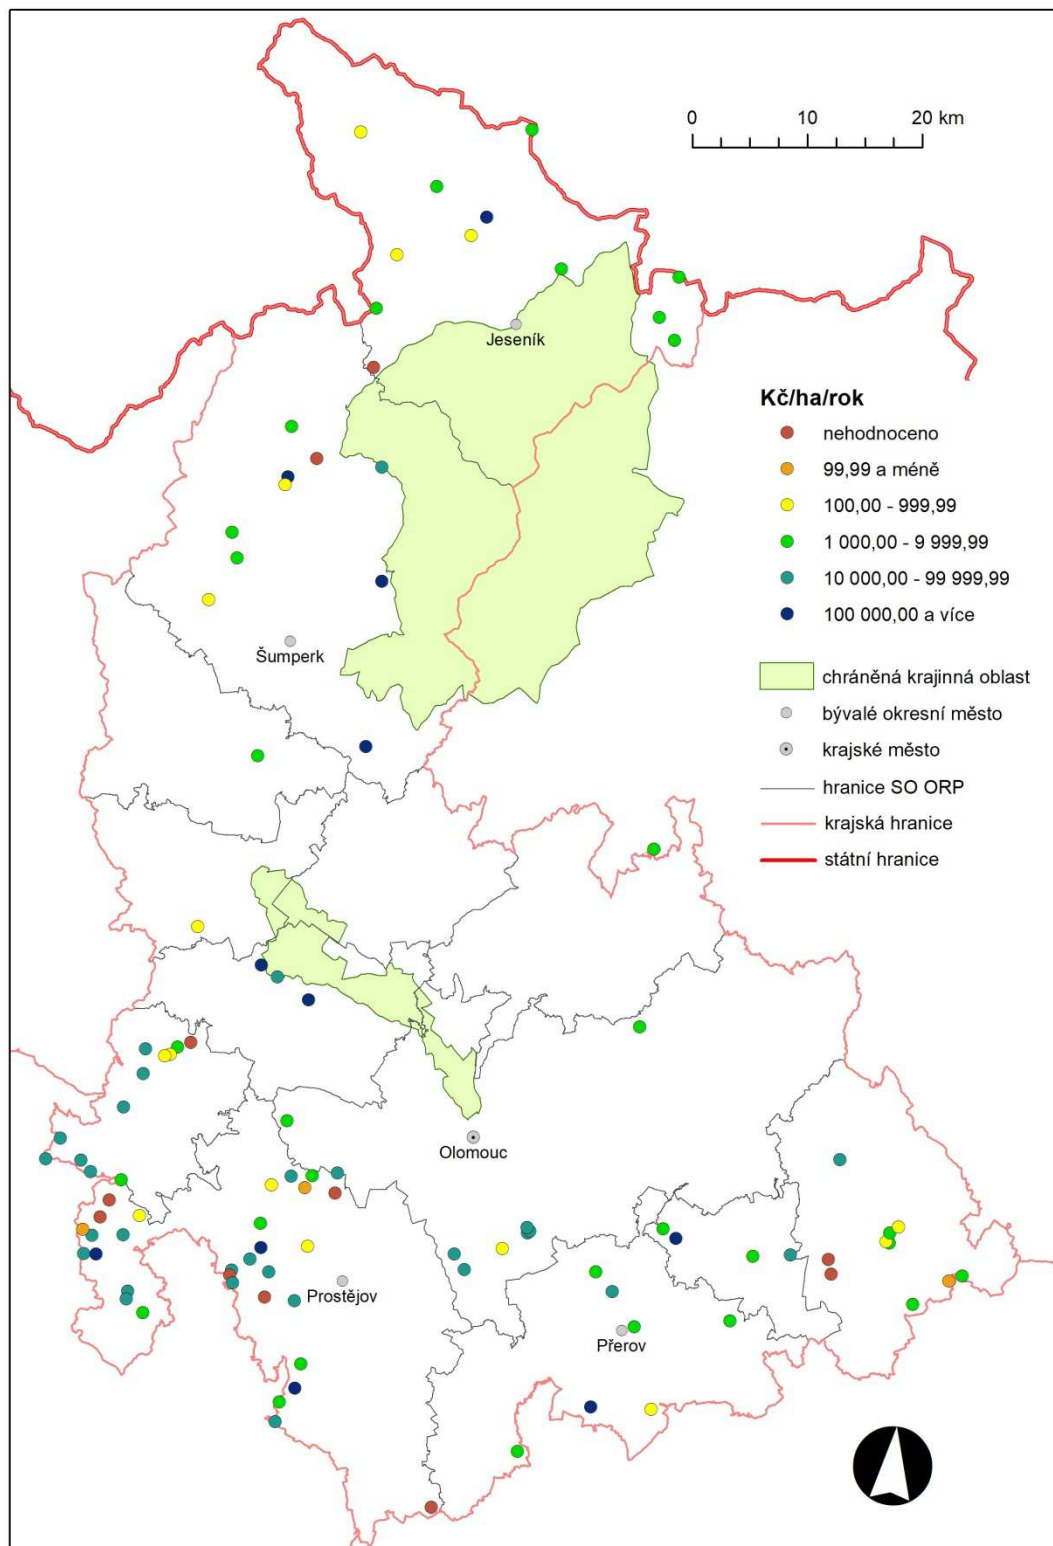 0 10 20 km
Jeseník
Kč/ha/rok
nehodnoceno
99,99 a méně
100,00 - 999,99
1 000,00 - 9 999,99
10 000,00 - 99 999,99
100 000,00 a více
Šumperk
chráněná krajinná oblast
bývalé okresní město
krajské město
hranice SO ORP
krajská hranice
státní hranice
Olomouc
Prostějov
Přerov